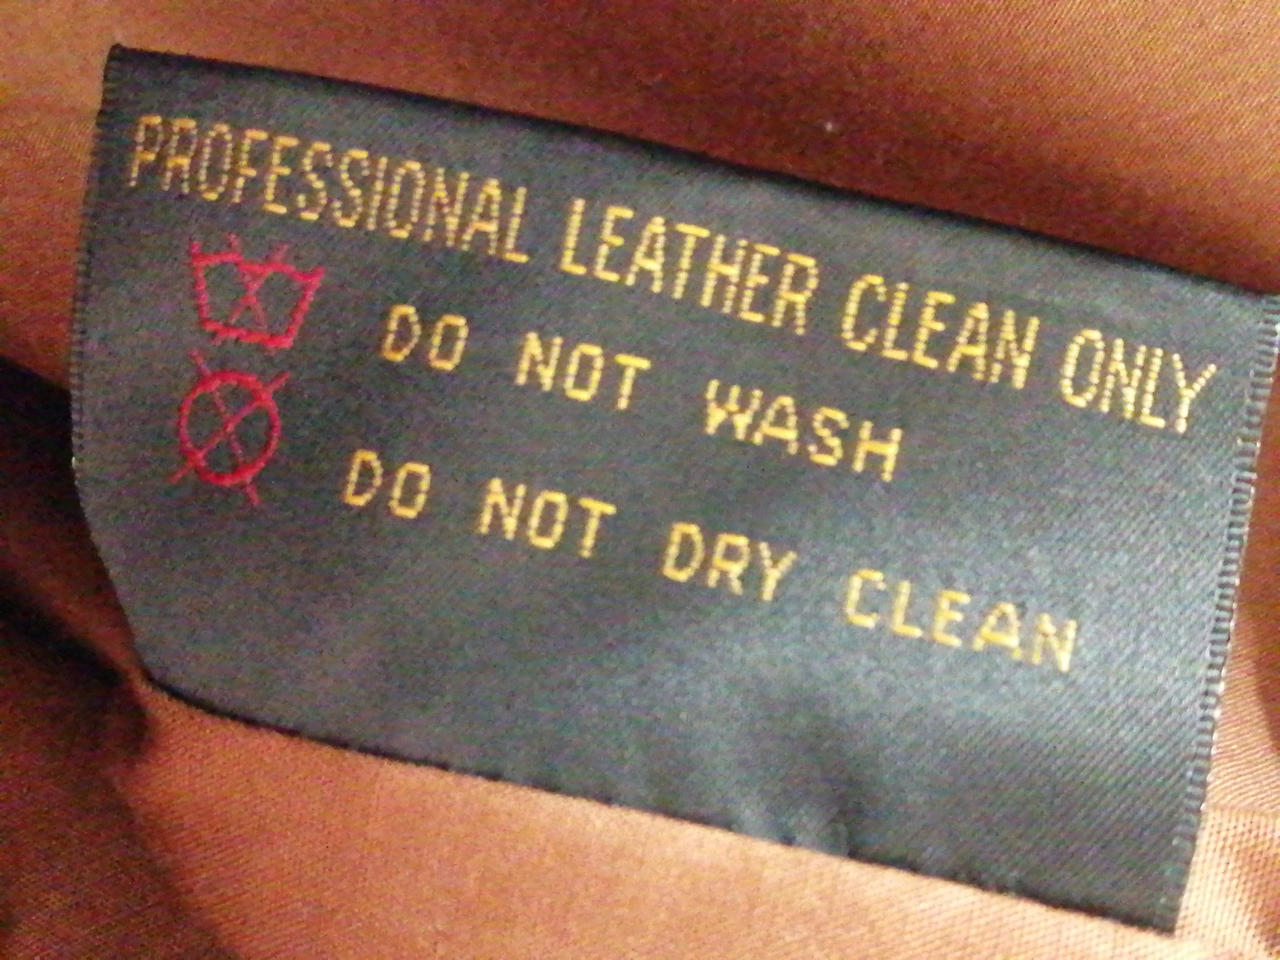 PROFESSIONAL LEATHER CLEAN ONLY
DO NOT WASH
DO NOT DRY CLEAN